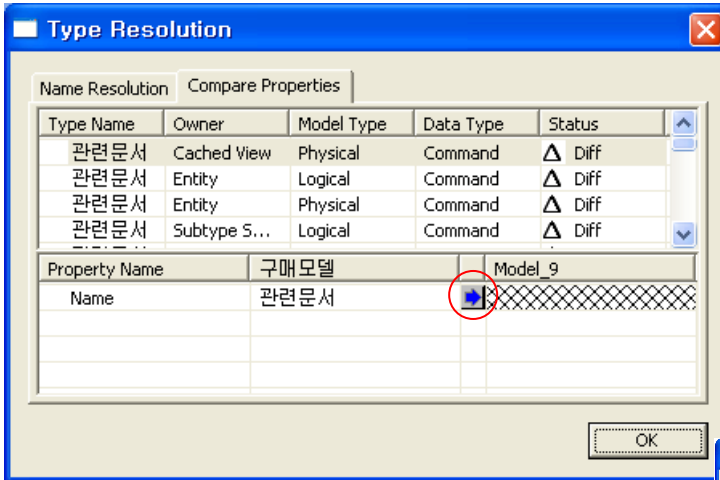 Type Resolution
Name Resolution Compare Properties
Type Name Owner Model Type Data Type Status
관련문서 Cached View Physical Command Δ Diff
관련문서 Entity Logical Command Δ Diff
관련문서 Entity Physical Command Δ Diff
관련문서 Subtype S... Logical Command Δ Diff
Property Name 구매모델 Model_9
Name 관련문서
OK